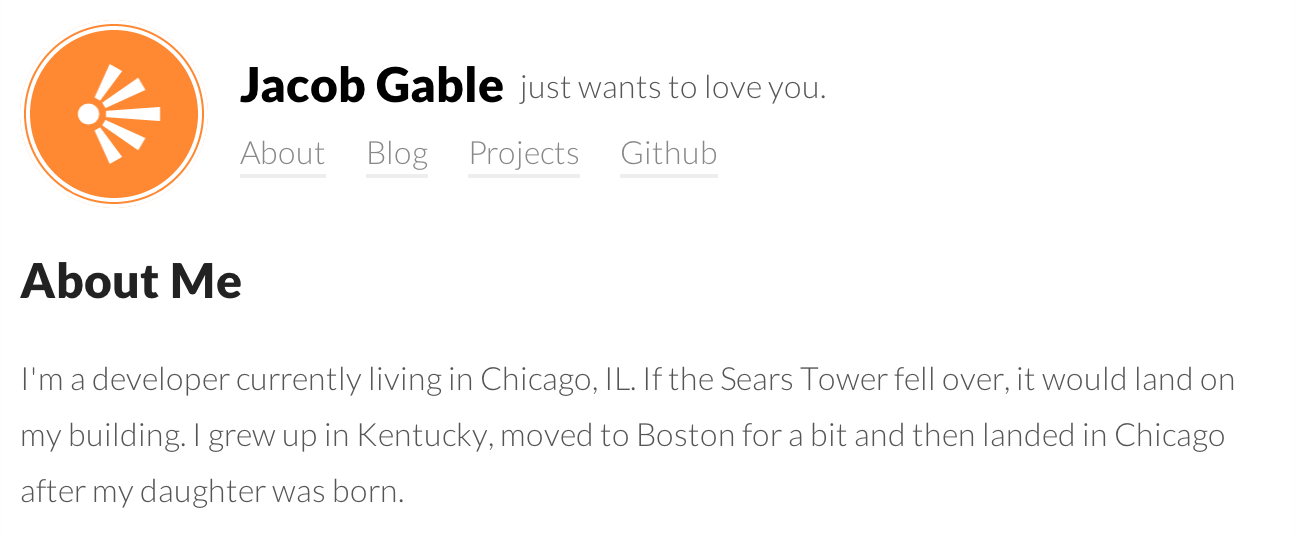 Jacob Gable just wants to love you.
About Blog Projects Github
About Me
I'm a developer currently living in Chicago, IL. If the Sears Tower fell over, it would land on
my building. I grew up in Kentucky, moved to Boston for a bit and then landed in Chicago
after my daughter was born.